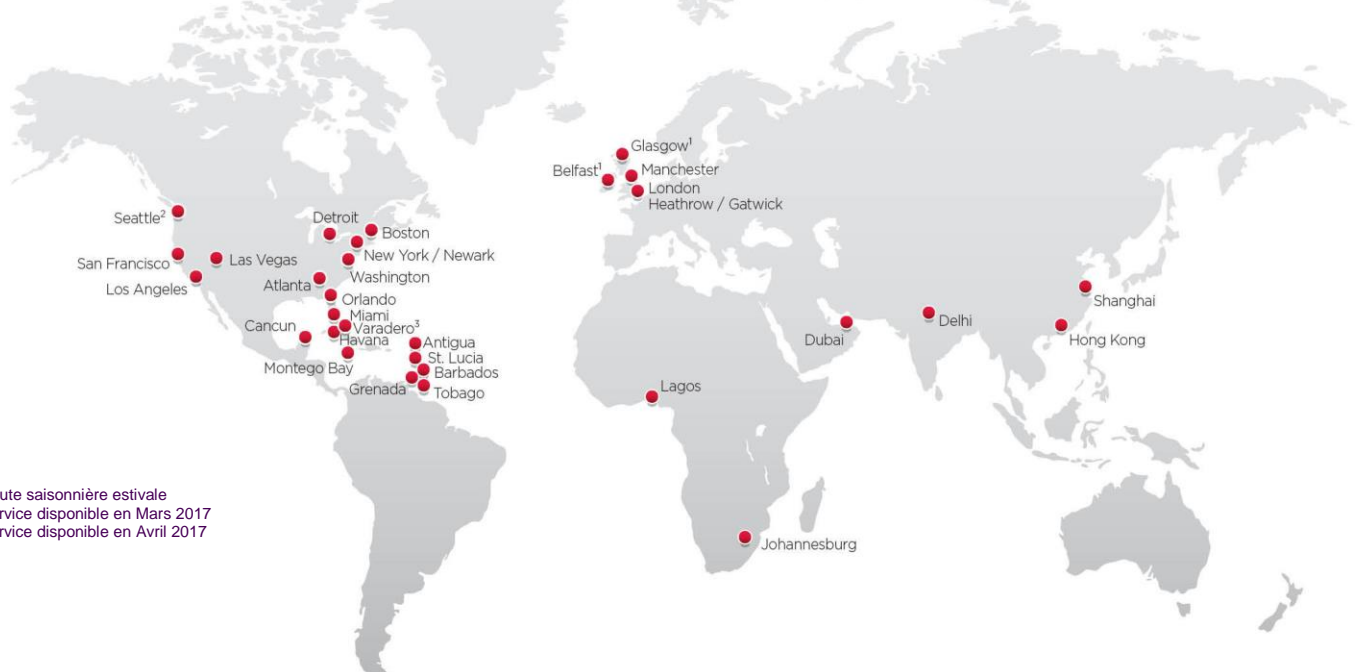 Glasgow¹
Belfast¹
Manchester
London
Heathrow / Gatwick
Seattle²
Detroit
Boston
New York / Newark
San Francisco
Las Vegas
Washington
Los Angeles
Atlanta
Orlando
Miami
Cancun
Varadero³
Havana
Antigua
St. Lucia
Montego Bay
Barbados
Grenada
Tobago
Shanghai
Delhi
Dubai
Hong Kong
Lagos
Johannesburg
ute saisonnière estivale
rvice disponible en Mars 2017
rvice disponible en Avril 2017